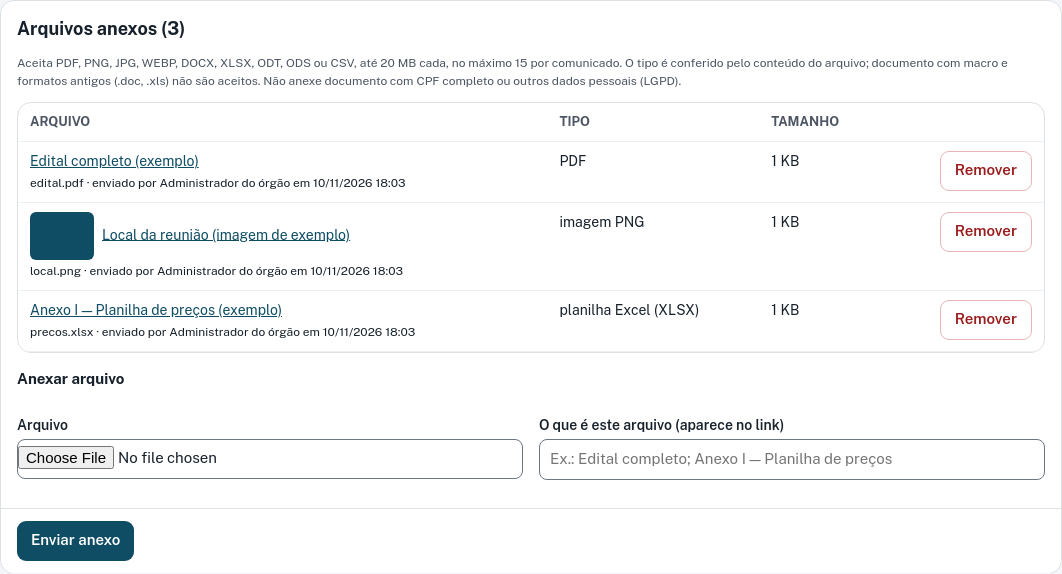 Arquivos anexos (3)
Aceita PDF, PNG, JPG, WEBP, DOCX, XLSX, ODT, ODS ou CSV, até 20 MB cada, no máximo 15 por comunicado. O tipo é conferido pelo conteúdo do arquivo; documento com macro e
formatos antigos (.doc, .xls) não são aceitos. Não anexe documento com CPF completo ou outros dados pessoais (LGPD).
ARQUIVO TIPO TAMANHO
Edital completo (exemplo) PDF 1 KB Remover
edital.pdf · enviado por Administrador do órgão em 10/11/2026 18:03
Local da reunião (imagem de exemplo) imagem PNG 1 KB Remover
local.png · enviado por Administrador do órgão em 10/11/2026 18:03
Anexo I — Planilha de preços (exemplo) planilha Excel (XLSX) 1 KB Remover
precos.xlsx · enviado por Administrador do órgão em 10/11/2026 18:03
Anexar arquivo
Arquivo O que é este arquivo (aparece no link)
Choose File No file chosen Ex.: Edital completo; Anexo I — Planilha de preços
Enviar anexo